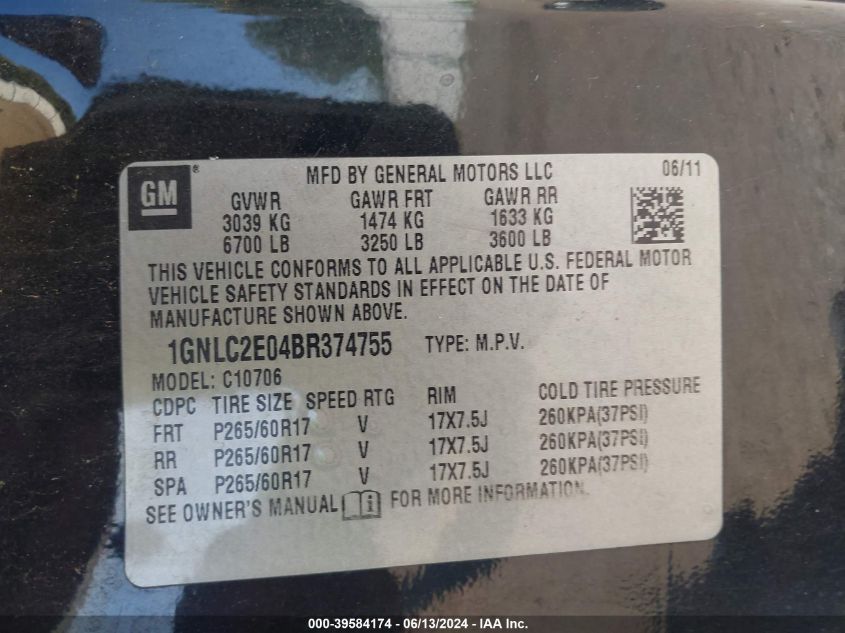 MFD BY GENERAL MOTORS LLC 06/11
GM ®
GVWR GAWR FRT GAWR RR
3039 KG 1474 KG 1633 KG
6700 LB 3250 LB 3600 LB
THIS VEHICLE CONFORMS TO ALL APPLICABLE U.S. FEDERAL MOTOR
VEHICLE SAFETY STANDARDS IN EFFECT ON THE DATE OF
MANUFACTURE SHOWN ABOVE.
1GNLC2E04BR374755 TYPE: M.P.V.
MODEL: C10706
CDPC TIRE SIZE SPEED RTG RIM COLD TIRE PRESSURE
FRT P265/60R17 V 17X7.5J 260KPA(37PSI)
RR P265/60R17 V 17X7.5J 260KPA(37PSI)
SPA P265/60R17 V 17X7.5J 260KPA(37PSI)
SEE OWNER'S MANUAL i FOR MORE INFORMATION.
000-39584174 - 06/13/2024 - IAA Inc.